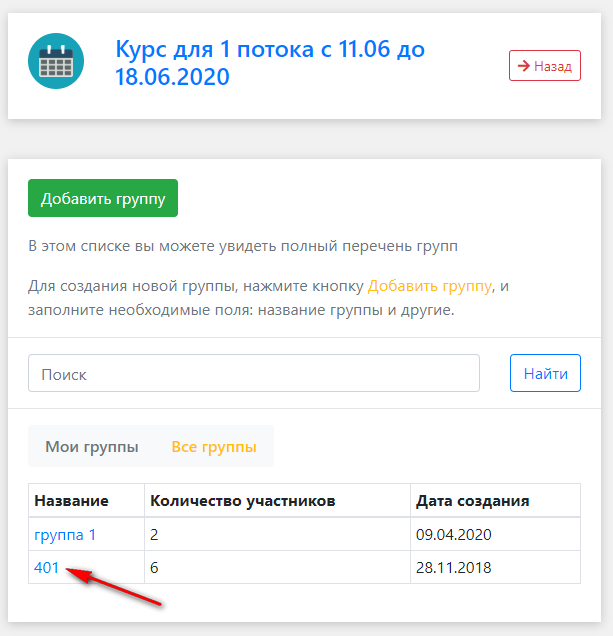 Курс для 1 потока с 11.06 до
18.06.2020
Назад
Добавить группу
В этом списке вы можете увидеть полный перечень групп
Для создания новой группы, нажмите кнопку Добавить группу, и
заполните необходимые поля: название группы и другие.
Поиск
Найти
Мои группы Все группы
Название Количество участников Дата создания
группа 1 2 09.04.2020
401 6 28.11.2018